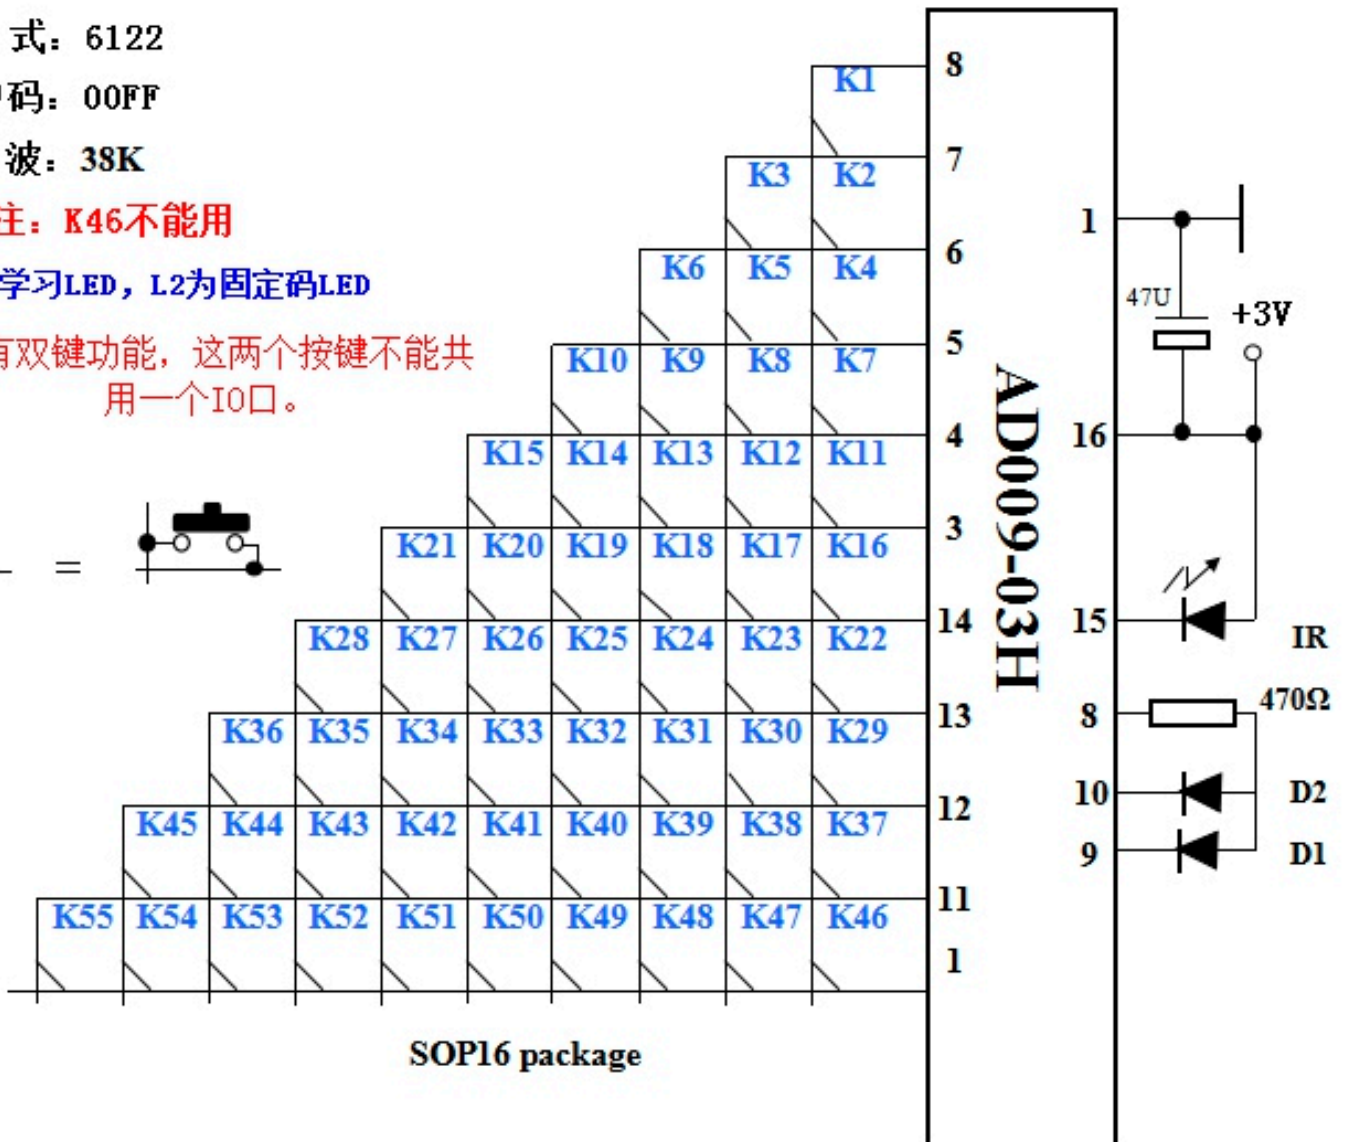 式：6122
码：00FF
波：38K
注：K46不能用
学习LED，L2为固定码LED
有双键功能，这两个按键不能共
用一个IO口。
=
K1 8
K3 K2 7
K6 K5 K4 6
K10 K9 K8 K7 5
K15 K14 K13 K12 K11 4
K21 K20 K19 K18 K17 K16 3
K28 K27 K26 K25 K24 K23 K22 14
K36 K35 K34 K33 K32 K31 K30 K29 13
K45 K44 K43 K42 K41 K40 K39 K38 K37 12
K55 K54 K53 K52 K51 K50 K49 K48 K47 K46 11
1
AD009-03H
1
47U
+3V
16
15
IR
8
470Ω
10
D2
9
D1
SOP16 package